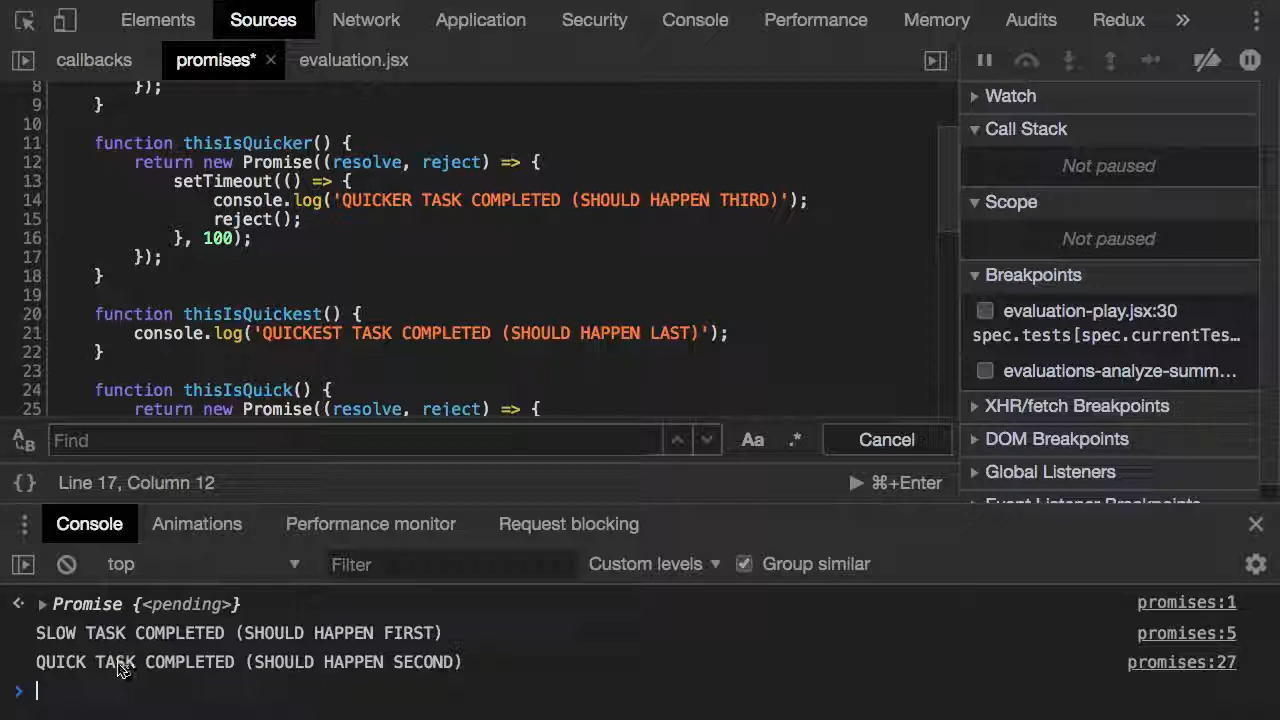 Elements Sources Network Application Security Console Performance Memory Audits Redux »
callbacks promises* × evaluation.jsx
8 });
9 }
10
11 function thisIsQuicker() {
12 return new Promise((resolve, reject) => {
13 setTimeout(() => {
14 console.log('QUICKER TASK COMPLETED (SHOULD HAPPEN THIRD)');
15 reject();
16 }, 100);
17 });
18 }
19
20 function thisIsQuickest() {
21 console.log('QUICKEST TASK COMPLETED (SHOULD HAPPEN LAST)');
22 }
23
24 function thisIsQuick() {
25 return new Promise((resolve, reject) => {
Find Aa .* Cancel
{} Line 17, Column 12 ⌘+Enter
Watch
Call Stack
Not paused
Scope
Not paused
Breakpoints
evaluation-play.jsx:30
spec.tests[spec.currentTes…
evaluations-analyze-summ…
XHR/fetch Breakpoints
DOM Breakpoints
Global Listeners
Event Listener Breakpoints
Console Animations Performance monitor Request blocking ×
top Filter Custom levels Group similar
Promise {<pending>} promises:1
SLOW TASK COMPLETED (SHOULD HAPPEN FIRST) promises:5
QUICK TASK COMPLETED (SHOULD HAPPEN SECOND) promises:27
>